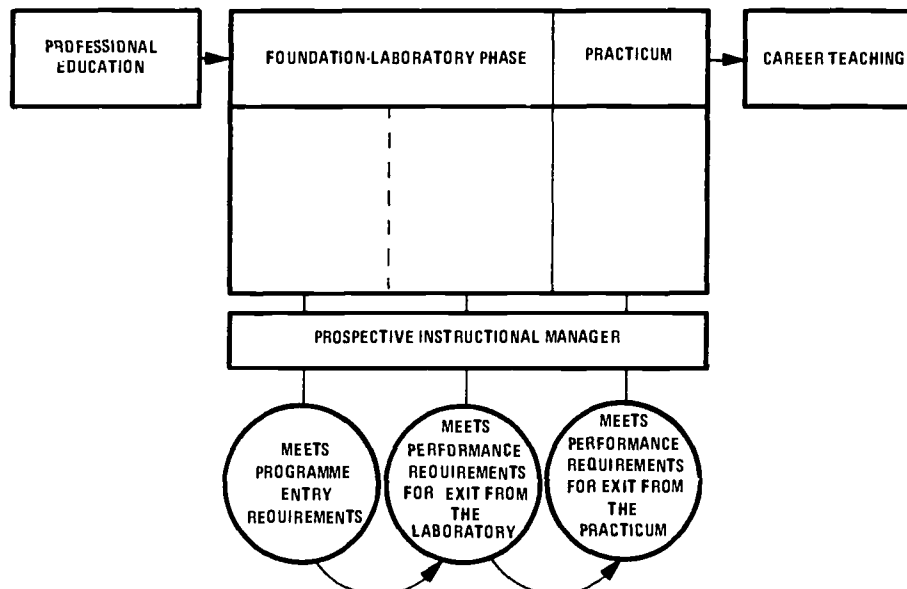 PROFESSIONAL
EDUCATION
FOUNDATION-LABORATORY PHASE
PRACTICUM
CAREER TEACHING
PROSPECTIVE INSTRUCTIONAL MANAGER
MEETS
PROGRAMME
ENTRY
REQUIREMENTS
MEETS
PERFORMANCE
REQUIREMENTS
FOR EXIT FROM
THE
LABORATORY
MEETS
PERFORMANCE
REQUIREMENTS
FOR EXIT FROM
THE
PRACTICUM